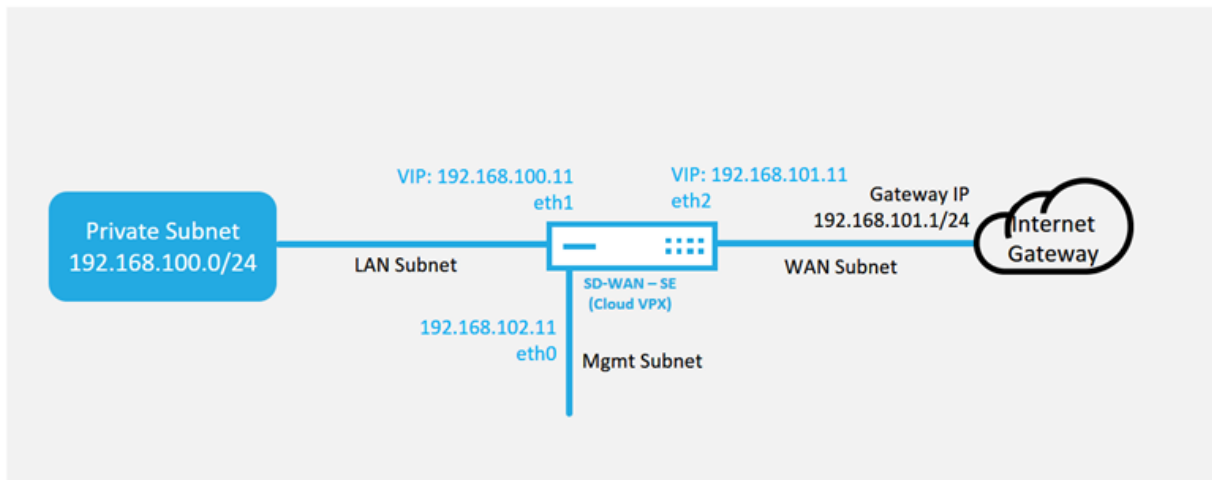 Private Subnet
192.168.100.0/24
LAN Subnet
VIP: 192.168.100.11
eth1
VIP: 192.168.101.11
eth2
SD-WAN – SE
(Cloud VPX)
192.168.102.11
eth0
Mgmt Subnet
WAN Subnet
Gateway IP
192.168.101.1/24
Internet
Gateway